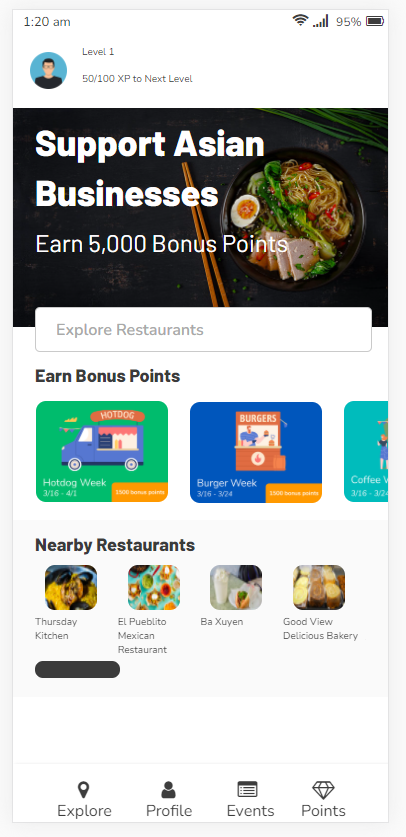 1:20 am
95%
Level 1
50/100 XP to Next Level
Support Asian
Businesses
Earn 5,000 Bonus Points
Explore Restaurants
Earn Bonus Points
HOTDOG
Hotdog Week
3/16 - 4/1
1500 bonus points
BURGERS
Burger Week
3/16 - 3/24
1500 bonus points
Coffee W
3/16 - 3/24
Nearby Restaurants
Thursday
Kitchen
El Pueblito
Mexican
Restaurant
Ba Xuyen
Good View
Delicious Bakery
Explore
Profile
Events
Points